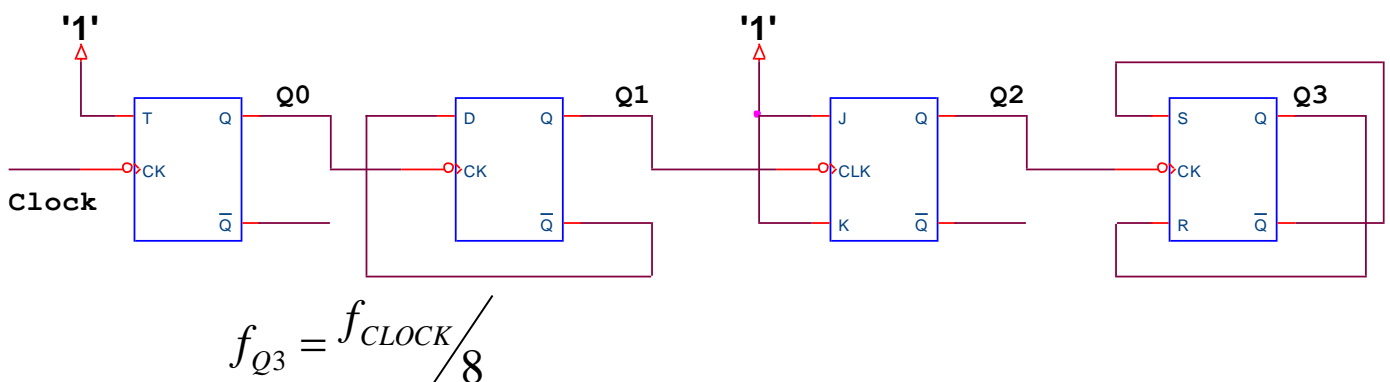 '1' '1'
Q0 Q1 Q2 Q3
T Q D Q J Q S Q
CK CK CLK CK
Clock
Q̅ Q̅ K Q̅ R Q̅
f_Q3 = f_CLOCK/8